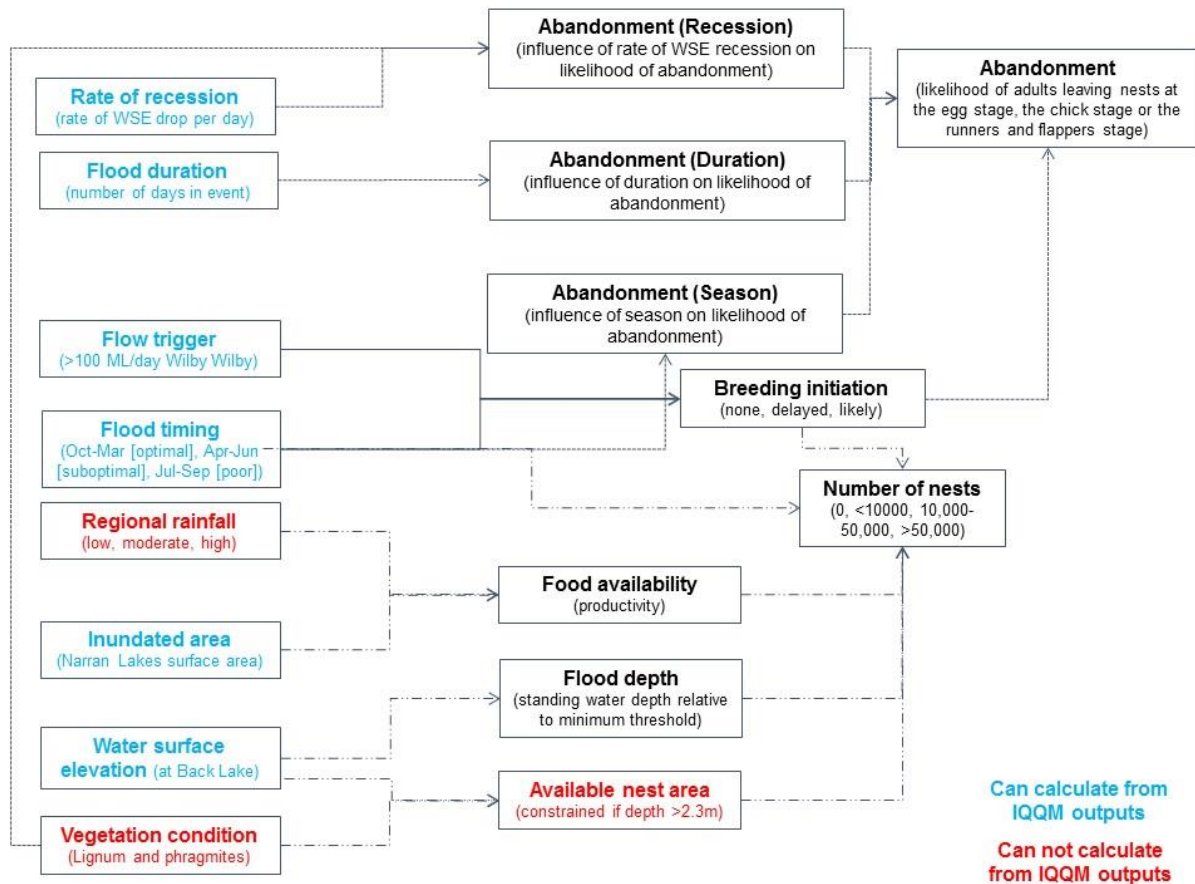 Abandonment (Recession)
(influence of rate of WSE recession on
likelihood of abandonment)
Abandonment
(likelihood of adults leaving nests at
the egg stage, the chick stage or the
runners and flappers stage)
Rate of recession
(rate of WSE drop per day)
Abandonment (Duration)
(influence of duration on likelihood of
abandonment)
Flood duration
(number of days in event)
Abandonment (Season)
(influence of season on likelihood of
abandonment)
Flow trigger
(>100 ML/day Wilby Wilby)
Breeding initiation
(none, delayed, likely)
Flood timing
(Oct-Mar [optimal], Apr-Jun
[suboptimal], Jul-Sep [poor])
Number of nests
(0, <10000, 10,000-
50,000, >50,000)
Regional rainfall
(low, moderate, high)
Food availability
(productivity)
Inundated area
(Narran Lakes surface area)
Flood depth
(standing water depth relative
to minimum threshold)
Water surface
elevation (at Back Lake)
Available nest area
(constrained if depth >2.3m)
Vegetation condition
(Lignum and phragmites)
Can calculate from
IQQM outputs
Can not calculate
from IQQM outputs